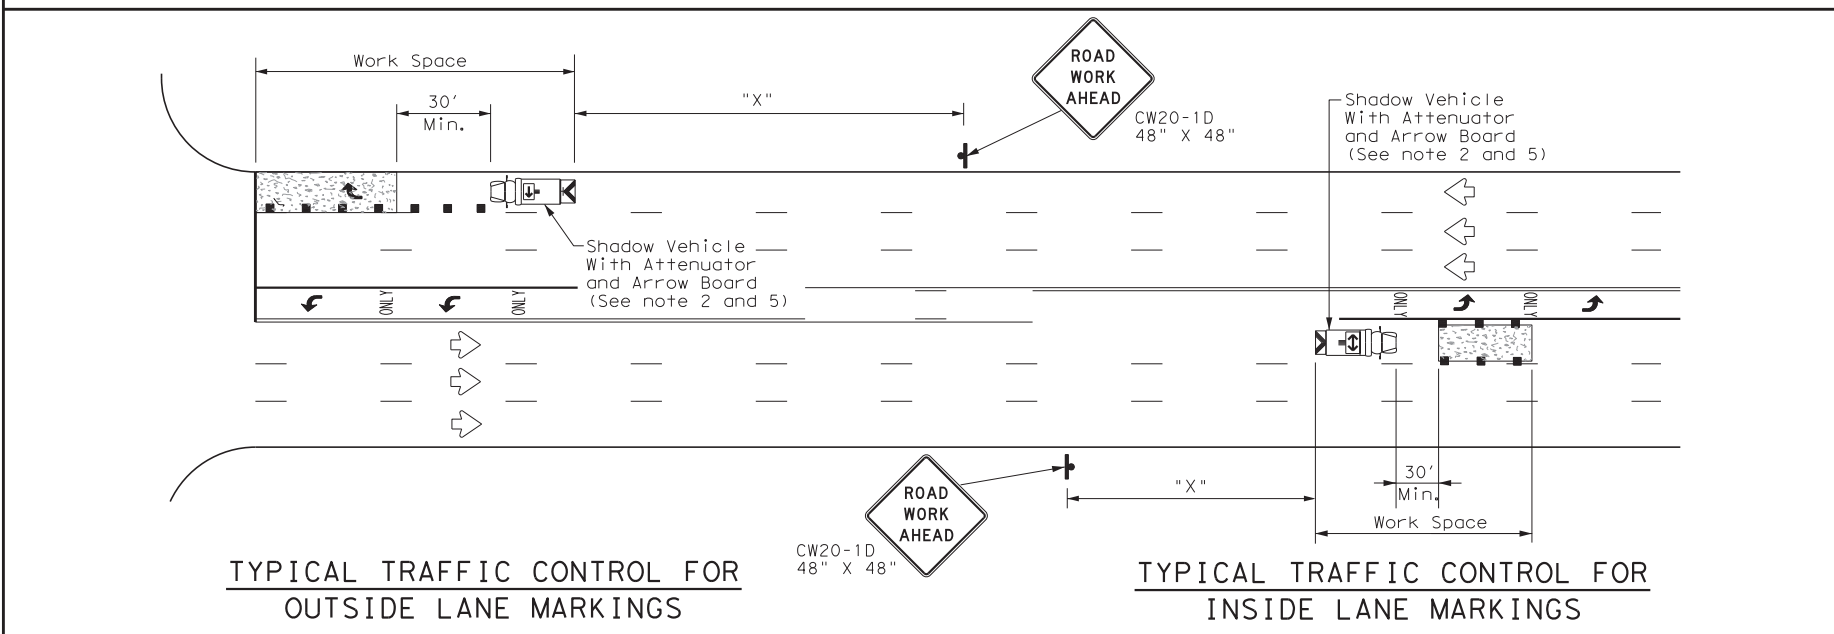 Work Space
30'
Min.
"X"
ROAD
WORK
AHEAD
CW20-1D
48" X 48"
Shadow Vehicle
With Attenuator
and Arrow Board
(See note 2 and 5)
Shadow Vehicle
With Attenuator
and Arrow Board
(See note 2 and 5)
ONLY
ONLY
ONLY
ONLY
ROAD
WORK
AHEAD
CW20-1D
48" X 48"
"X"
30'
Min.
Work Space
TYPICAL TRAFFIC CONTROL FOR
OUTSIDE LANE MARKINGS
TYPICAL TRAFFIC CONTROL FOR
INSIDE LANE MARKINGS